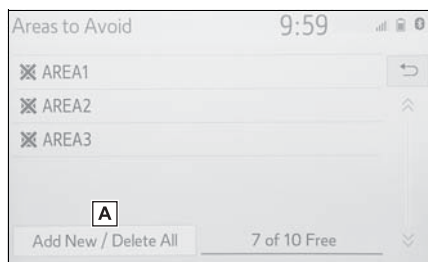 Areas to Avoid 9:59
AREA1
AREA2
AREA3
A
Add New / Delete All 7 of 10 Free